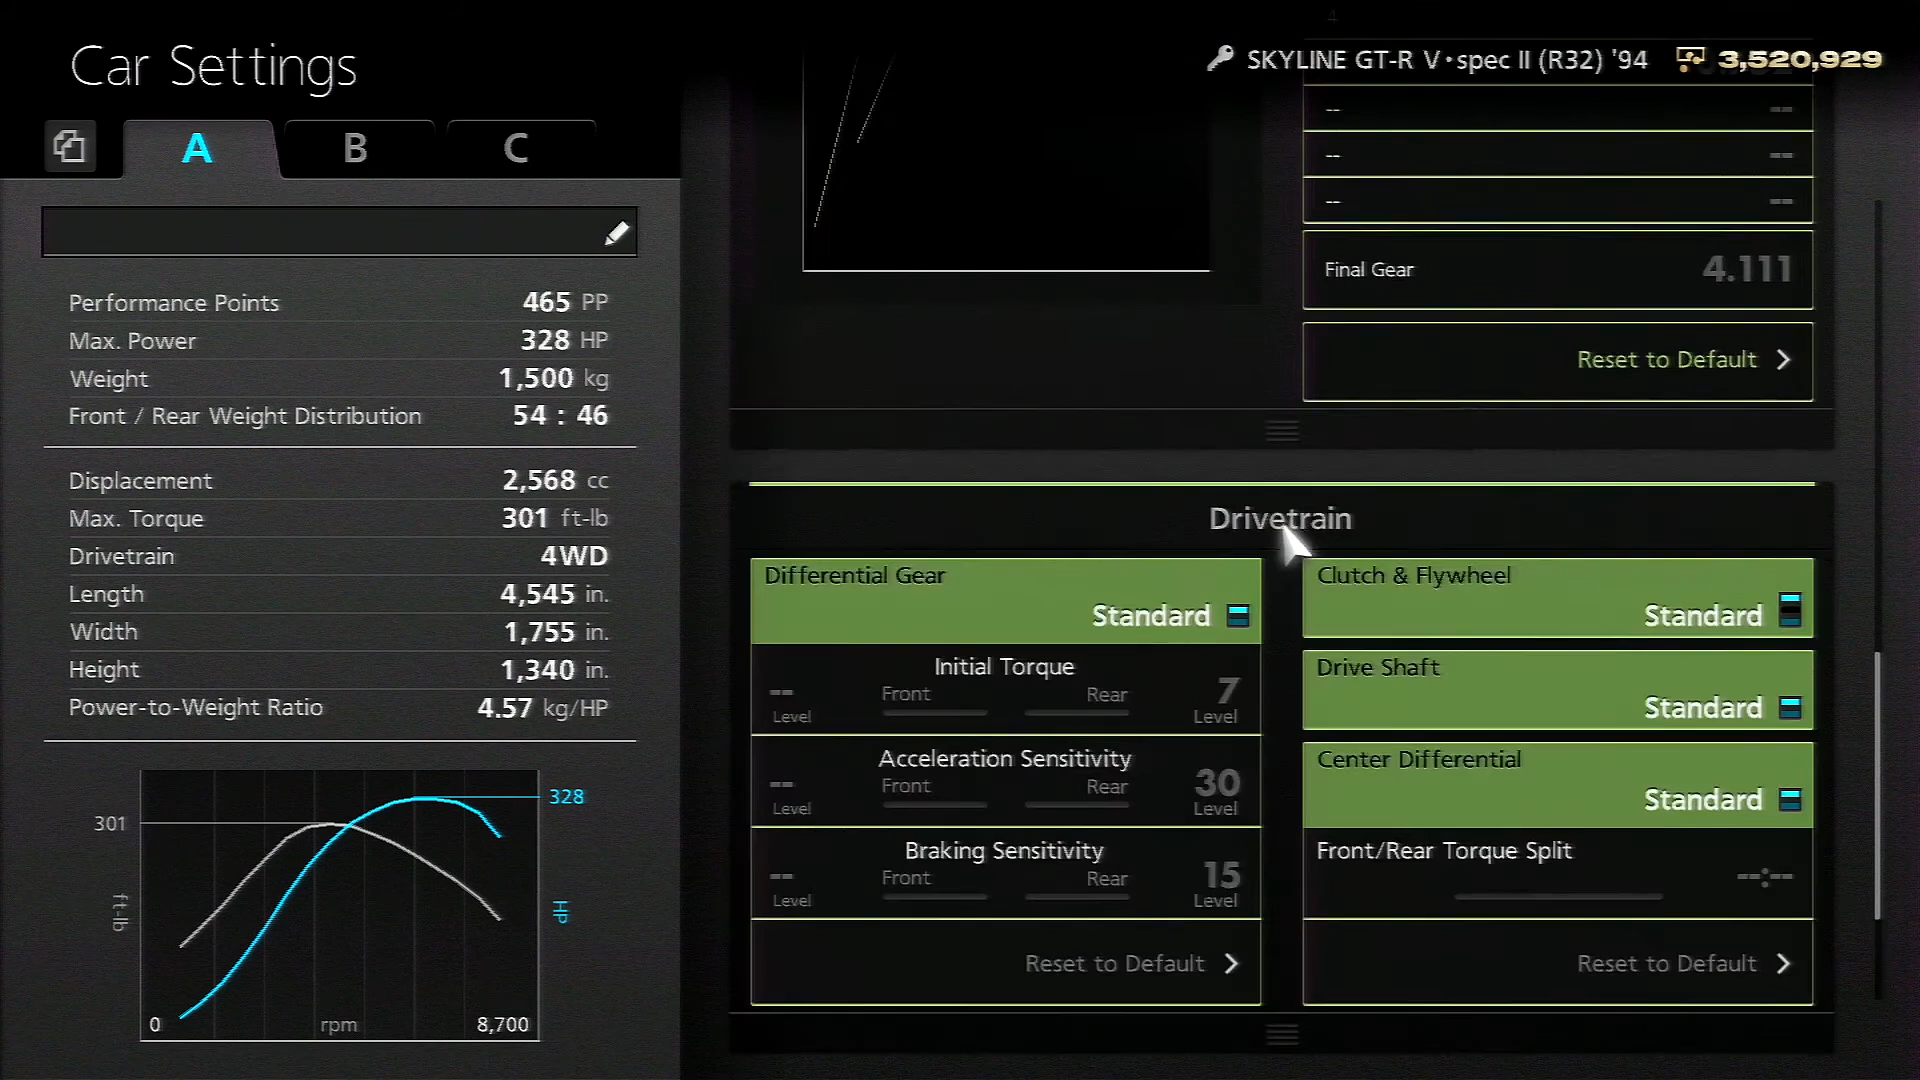 Car Settings
SKYLINE GT-R V•spec II (R32) '94
3,520,929
A
B
C
Performance Points 465 PP
Max. Power 328 HP
Weight 1,500 kg
Front / Rear Weight Distribution 54 : 46
Displacement 2,568 cc
Max. Torque 301 ft-lb
Drivetrain 4WD
Length 4,545 in.
Width 1,755 in.
Height 1,340 in.
Power-to-Weight Ratio 4.57 kg/HP
328
301
ft-lb
HP
0 rpm 8,700
4
-- --
-- --
-- --
Final Gear 4.111
Reset to Default
Drivetrain
Differential Gear
Standard
Initial Torque
-- Front Rear 7
Level Level
Acceleration Sensitivity
-- Front Rear 30
Level Level
Braking Sensitivity
-- Front Rear 15
Level Level
Reset to Default
Clutch & Flywheel
Standard
Drive Shaft
Standard
Center Differential
Standard
Front/Rear Torque Split
--:--
Reset to Default